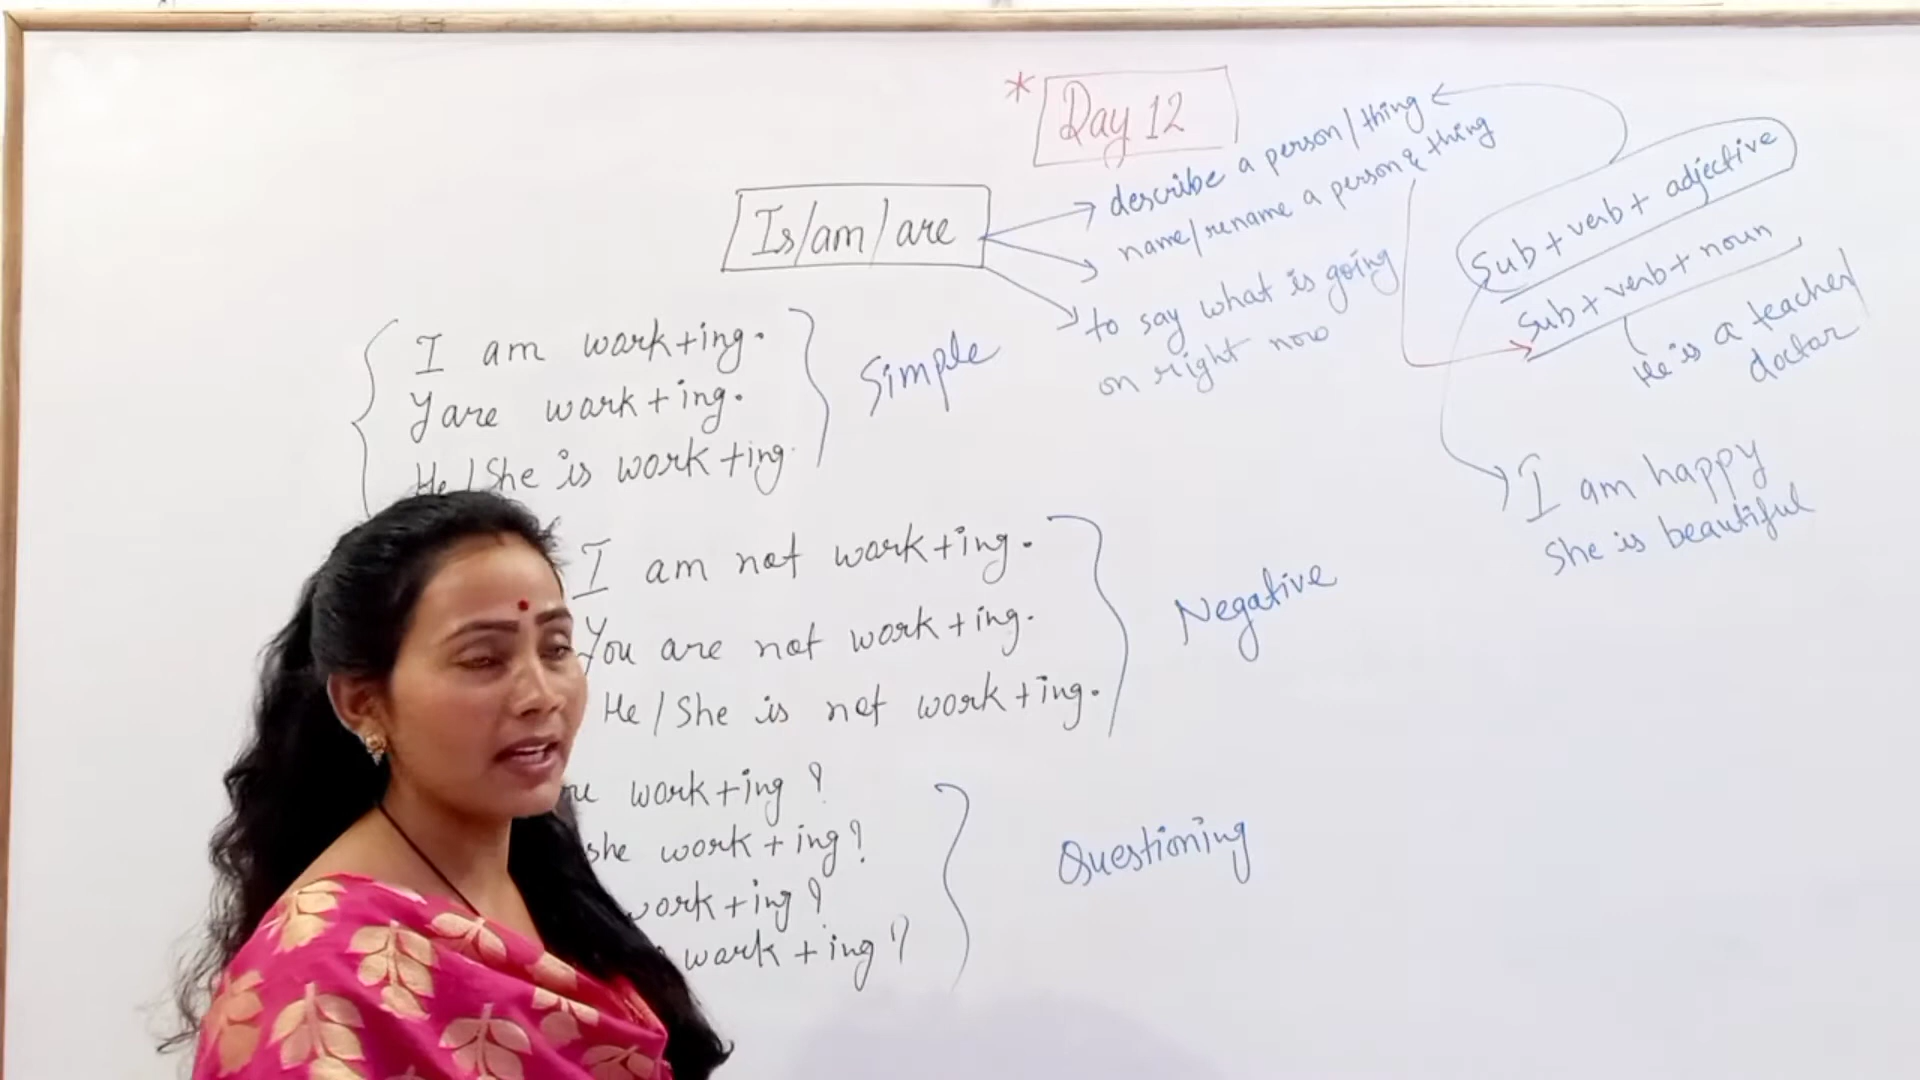 * Day 12
Is/am/are
describe a person/thing
name/rename a person & thing
to say what is going
on right now
Sub + verb + adjective
Sub + verb + noun
He is a teacher
doctor
I am happy
She is beautiful
I am work+ing.
Y are work+ing.
He/She is work+ing.
Simple
I am not work+ing.
You are not work+ing.
He/She is not work+ing.
Negative
work+ing?
she work+ing?
work+ing?
work+ing?
Questioning